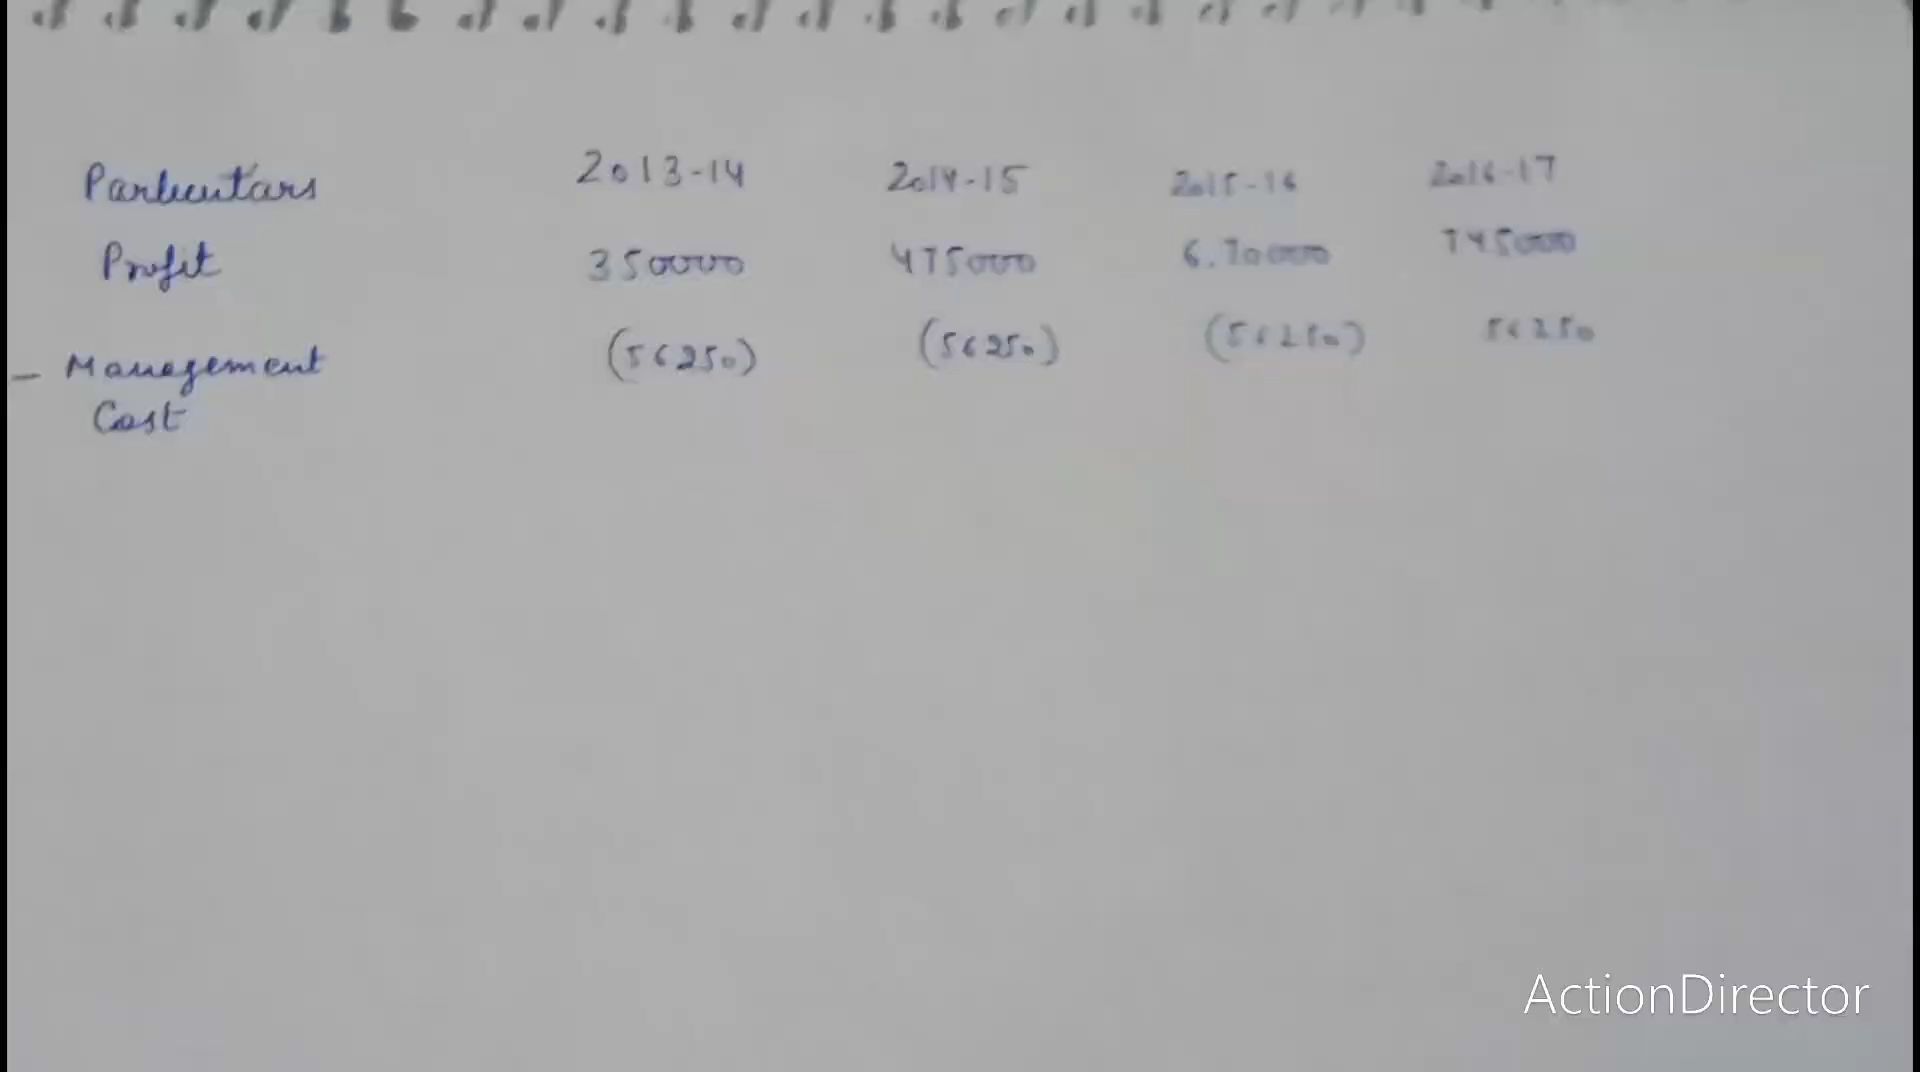 Particulars 2013-14 2014-15 2015-16 2016-17
Profit 350000 475000 6.70000 745000
- Management (56250) (56250) (56250) 56250
Cost
ActionDirector